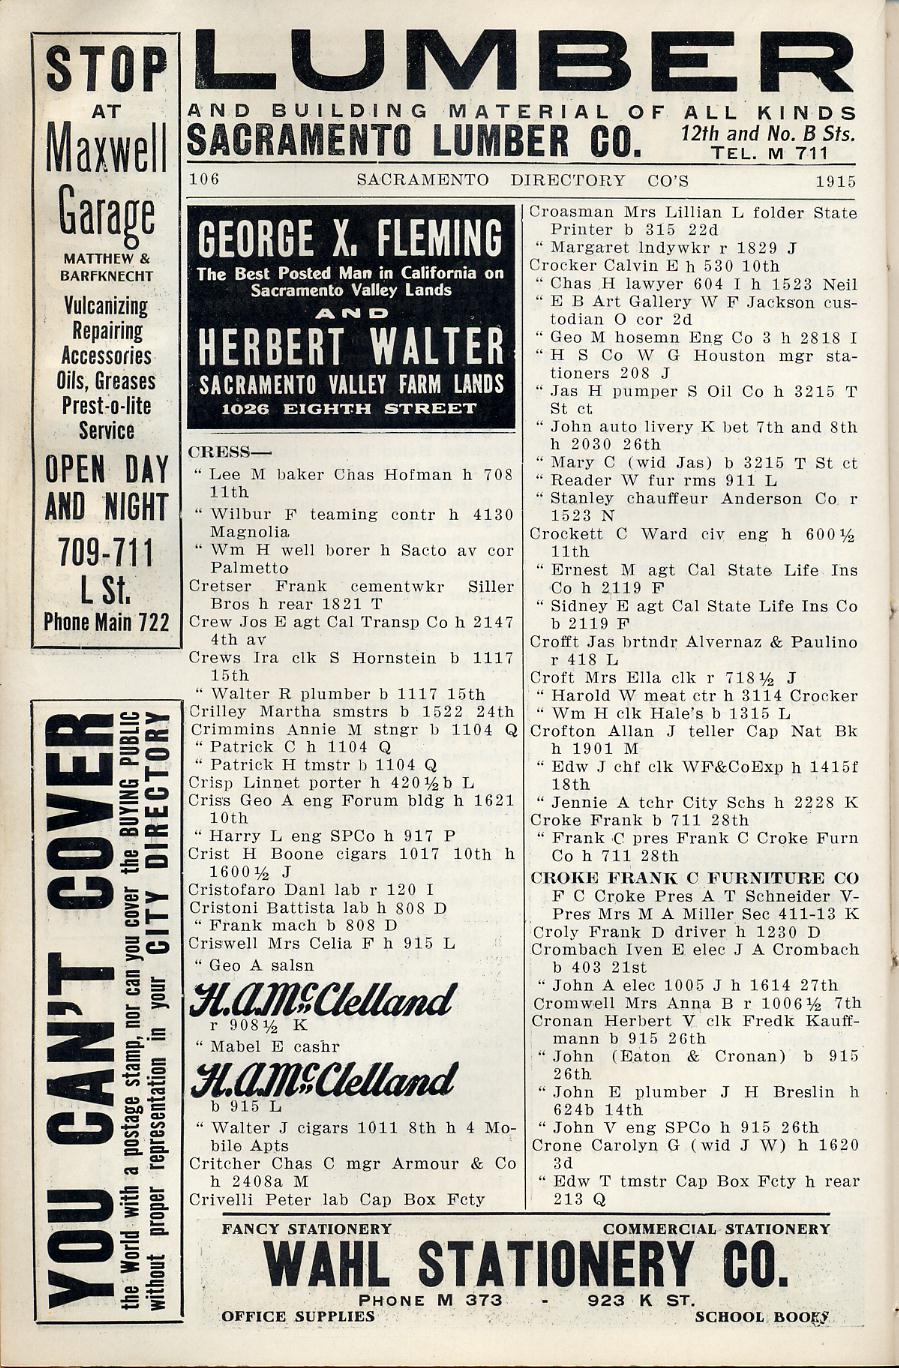 LUMBER
AND BUILDING MATERIAL OF ALL KINDS
SACRAMENTO LUMBER CO.
12th and No. B Sts.
TEL. M 711
STOP
AT
Maxwell
Garage
MATTHEW &
BARFKNECHT
Vulcanizing
Repairing
Accessories
Oils, Greases
Prest-o-lite
Service
OPEN DAY
AND NIGHT
709-711
L St.
Phone Main 722
YOU CAN'T COVER
the World with a postage stamp, nor can you cover the BUYING PUBLIC
without proper representation in your CITY DIRECTORY
106 SACRAMENTO DIRECTORY CO'S 1915
GEORGE X. FLEMING
The Best Posted Man in California on
Sacramento Valley Lands
AND
HERBERT WALTER
SACRAMENTO VALLEY FARM LANDS
1026 EIGHTH STREET
CRESS—
" Lee M baker Chas Hofman h 708
11th
" Wilbur F teaming contr h 4130
Magnolia
" Wm H well borer h Sacto av cor
Palmetto
Cretser Frank cementwkr Siller
Bros h rear 1821 T
Crew Jos E agt Cal Transp Co h 2147
4th av
Crews Ira clk S Hornstein b 1117
15th
" Walter R plumber b 1117 15th
Crilley Martha smstrs b 1522 24th
Crimmins Annie M stngr b 1104 Q
" Patrick C h 1104 Q
" Patrick H tmstr b 1104 Q
Crisp Linnet porter h 420½b L
Criss Geo A eng Forum bldg h 1621
10th
" Harry L eng SPCo h 917 P
Crist H Boone cigars 1017 10th h
1600½ J
Cristofaro Danl lab r 120 I
Cristoni Battista lab h 808 D
" Frank mach b 808 D
Criswell Mrs Celia F h 915 L
" Geo A salsn
H.A.McClelland
r 908½ K
" Mabel E cashr
H.A.McClelland
b 915 L
" Walter J cigars 1011 8th h 4 Mo-
bile Apts
Critcher Chas C mgr Armour & Co
h 2408a M
Crivelli Peter lab Cap Box Fcty
Croasman Mrs Lillian L folder State
Printer b 315 22d
" Margaret lndywkr r 1829 J
Crocker Calvin E h 530 10th
" Chas H lawyer 604 I h 1523 Neil
" E B Art Gallery W F Jackson cus-
todian O cor 2d
" Geo M hosemn Eng Co 3 h 2818 I
" H S Co W G Houston mgr sta-
tioners 208 J
" Jas H pumper S Oil Co h 3215 T
St ct
" John auto livery K bet 7th and 8th
h 2030 26th
" Mary C (wid Jas) b 3215 T St ct
" Reader W fur rms 911 L
" Stanley chauffeur Anderson Co r
1523 N
Crockett C Ward civ eng h 600½
11th
" Ernest M agt Cal State Life Ins
Co h 2119 F
" Sidney E agt Cal State Life Ins Co
b 2119 F
Crofft Jas brtndr Alvernaz & Paulino
r 418 L
Croft Mrs Ella clk r 718½ J
" Harold W meat ctr h 3114 Crocker
" Wm H clk Hale's b 1315 L
Crofton Allan J teller Cap Nat Bk
h 1901 M
" Edw J chf clk WF&CoExp h 1415f
18th
" Jennie A tchr City Schs h 2228 K
Croke Frank b 711 28th
" Frank C pres Frank C Croke Furn
Co h 711 28th
CROKE FRANK C FURNITURE CO
F C Croke Pres A T Schneider V-
Pres Mrs M A Miller Sec 411-13 K
Croly Frank D driver h 1230 D
Crombach Iven E elec J A Crombach
b 403 21st
" John A elec 1005 J h 1614 27th
Cromwell Mrs Anna B r 1006½ 7th
Cronan Herbert V clk Fredk Kauff-
mann b 915 26th
" John (Eaton & Cronan) b 915
26th
" John E plumber J H Breslin h
624b 14th
" John V eng SPCo h 915 26th
Crone Carolyn G (wid J W) h 1620
3d
" Edw T tmstr Cap Box Fcty h rear
213 Q
FANCY STATIONERY COMMERCIAL STATIONERY
WAHL STATIONERY CO.
PHONE M 373 - 923 K ST.
OFFICE SUPPLIES SCHOOL BOOKS